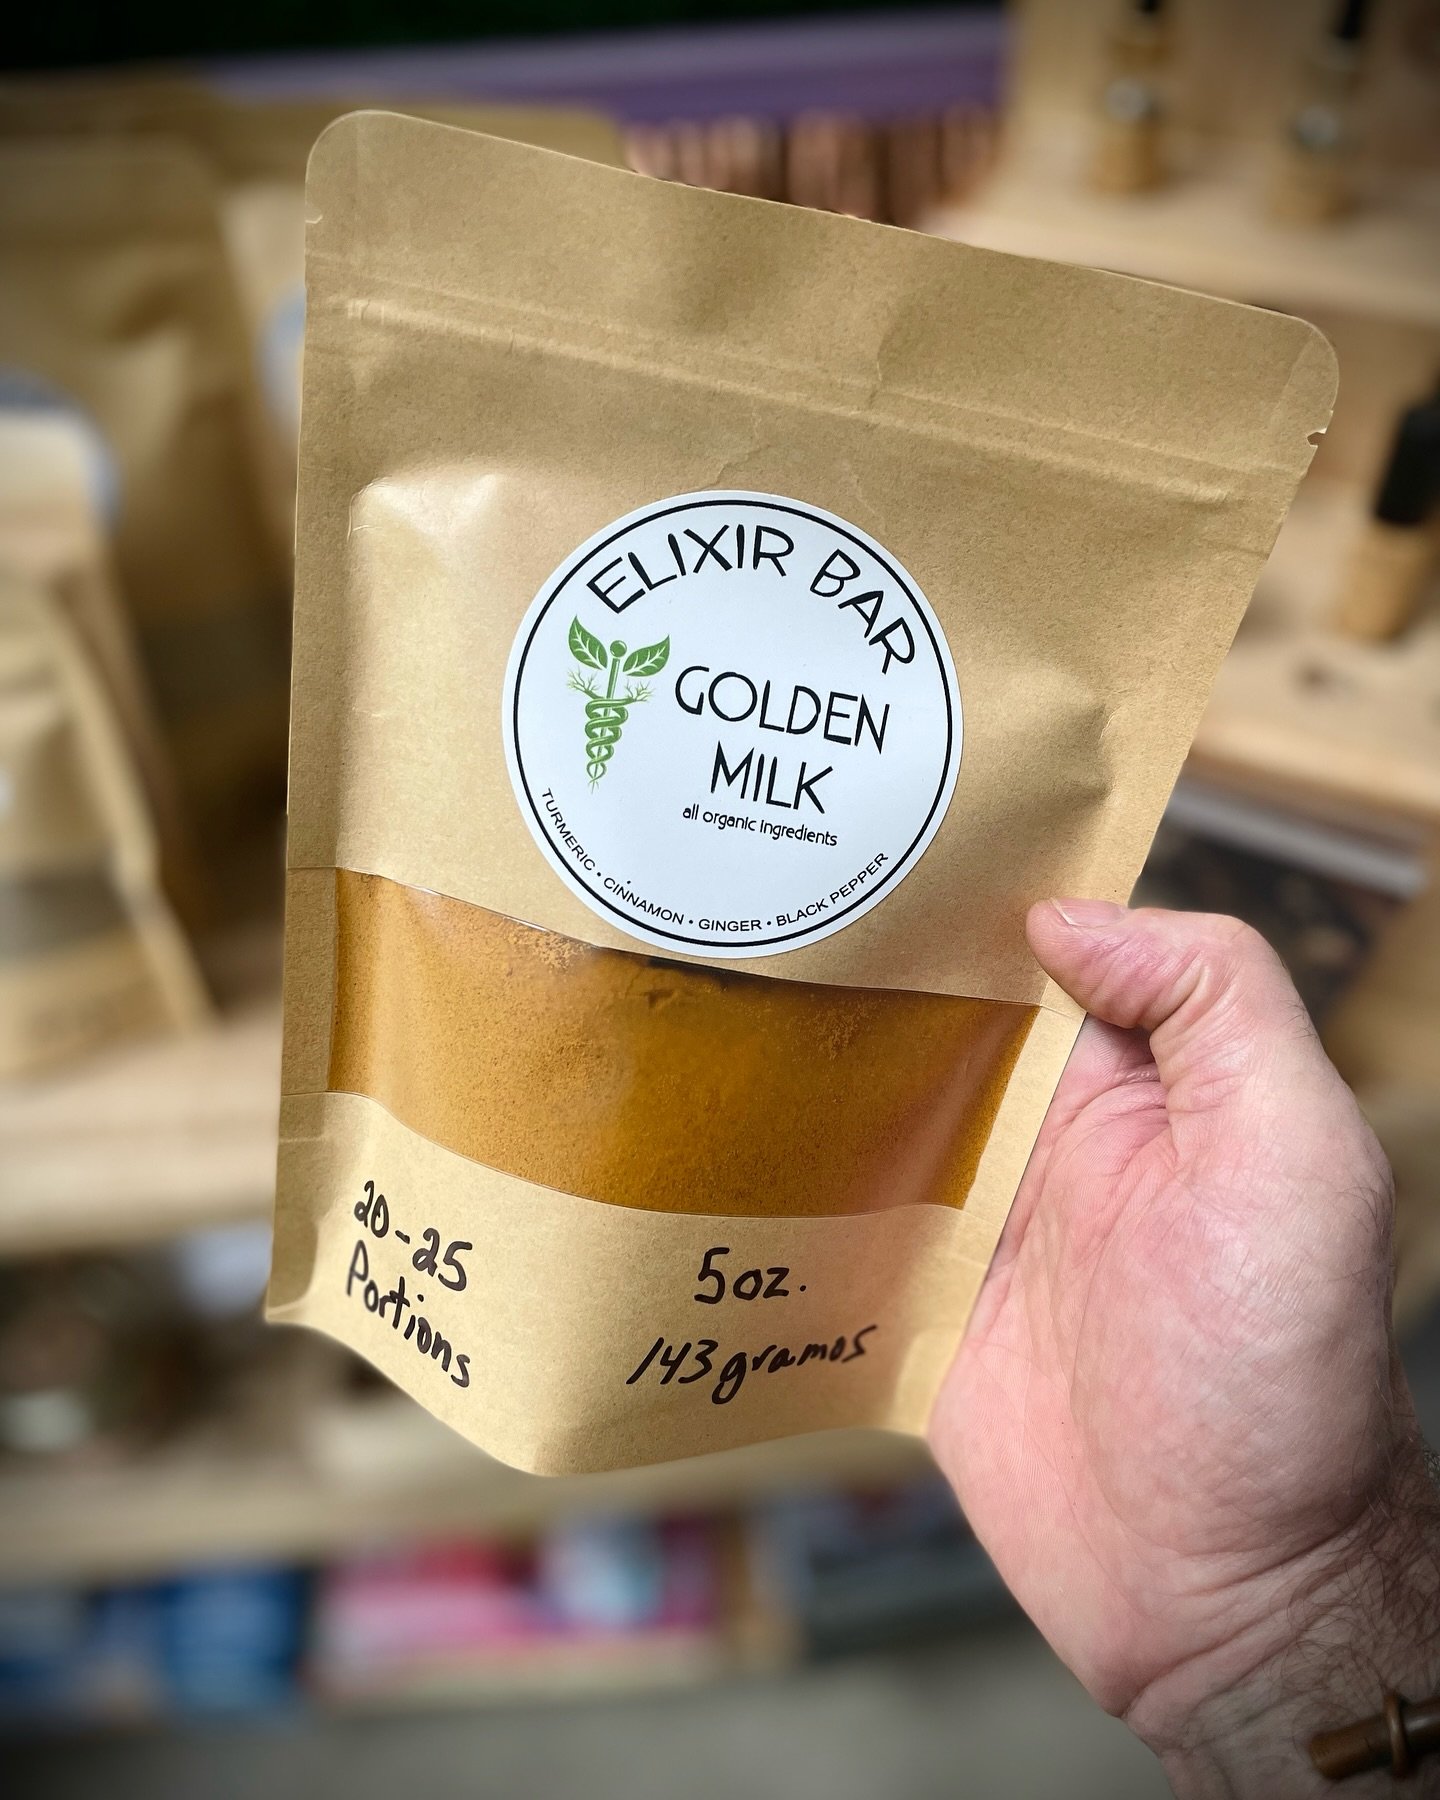 ELIXIR BAR
GOLDEN
MILK
all organic ingredients
TURMERIC • CINNAMON • GINGER • BLACK PEPPER
20-25
Portions
5oz.
143gramos